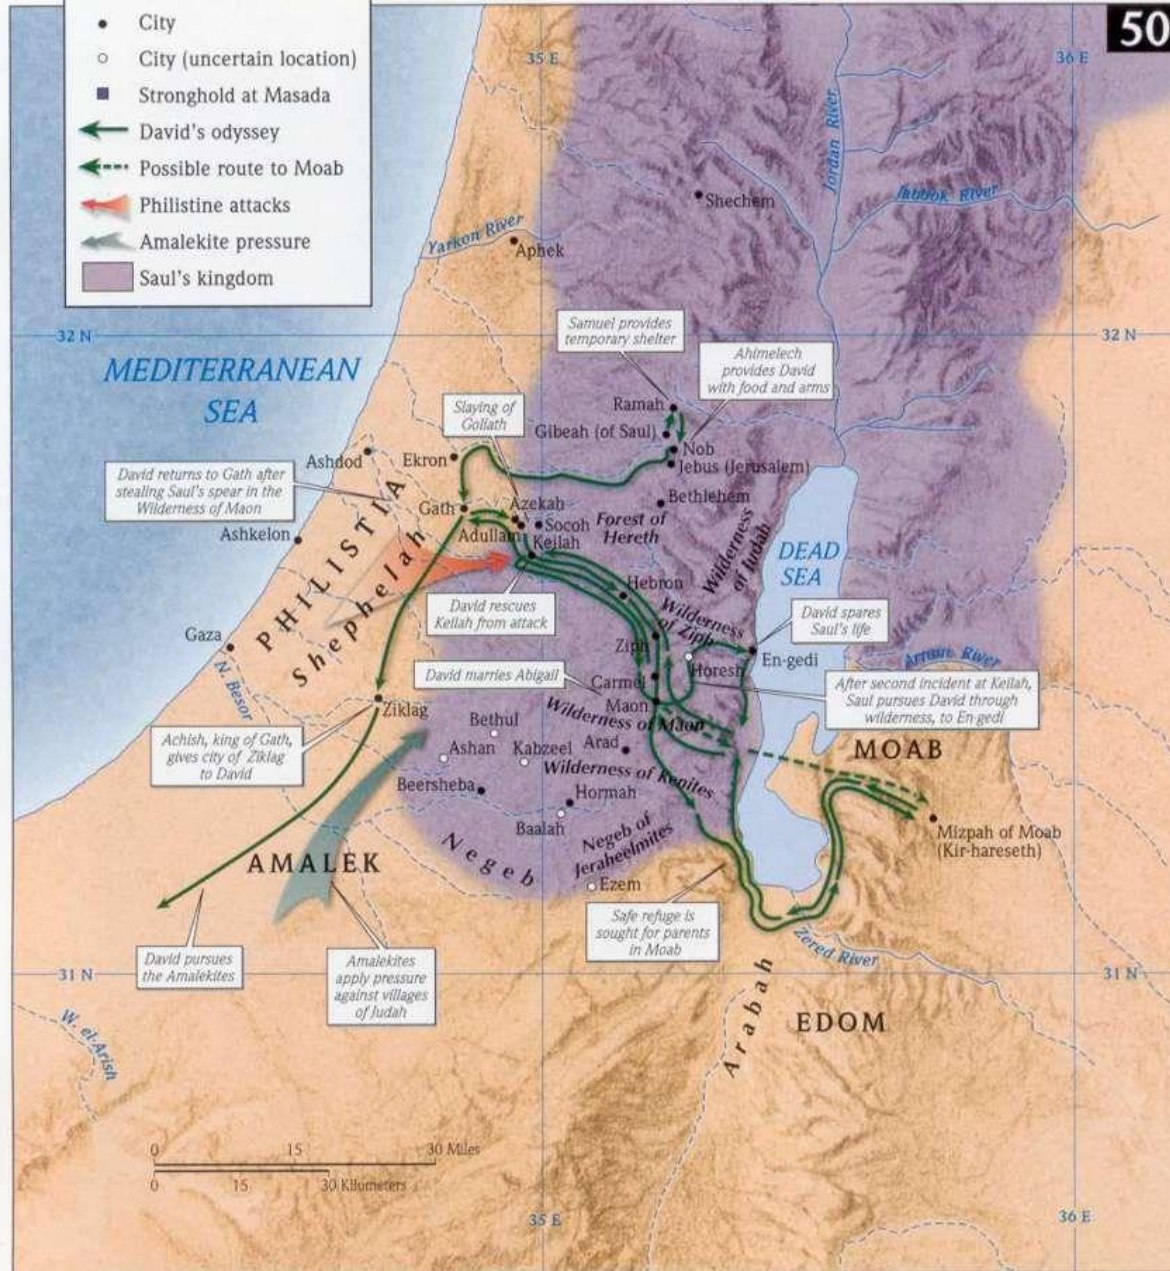 50
City
City (uncertain location)
Stronghold at Masada
David's odyssey
Possible route to Moab
Philistine attacks
Amalekite pressure
Saul's kingdom
35 E
36 E
Jordan River
Jabbok River
Shechem
Yarkon River
Aphek
32 N
32 N
MEDITERRANEAN
SEA
Samuel provides
temporary shelter
Ahimelech
provides David
with food and arms
Ramah
Gibeah (of Saul)
Nob
Jebus (Jerusalem)
Slaying of
Goliath
Ashdod
Ekron
David returns to Gath after
stealing Saul's spear in the
Wilderness of Maon
Bethlehem
Gath
Azekah
Socoh
Adullam
Keilah
Forest of
Hereth
Ashkelon
PHILISTIA
Shephelah
Wilderness
of Judah
DEAD
SEA
Hebron
David rescues
Keilah from attack
Wilderness
of Ziph
David spares
Saul's life
Gaza
N. Besor
Ziph
Horesh
En-gedi
Arnon River
David marries Abigail
Carmel
Maon
After second incident at Keilah,
Saul pursues David through
wilderness, to En-gedi
Ziklag
Wilderness of Maon
Bethul
Ashan
Kabzeel
Arad
MOAB
Achish, king of Gath,
gives city of Ziklag
to David
Wilderness of Kenites
Beersheba
Hormah
Baalah
Mizpah of Moab
(Kir-hareseth)
Negeb
Negeb of
Jeraheelmites
AMALEK
Ezem
Safe refuge is
sought for parents
in Moab
Zered River
David pursues
the Amalekites
Amalekites
apply pressure
against villages
of Judah
31 N
31 N
W. el-Arish
Arabah
EDOM
0 15 30 Miles
0 15 30 Kilometers
35 E
36 E